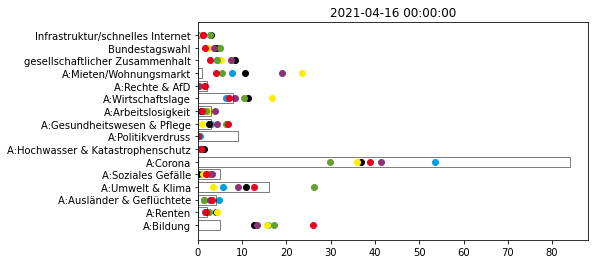 2021-04-16 00:00:00
Infrastruktur/schnelles Internet
Bundestagswahl
gesellschaftlicher Zusammenhalt
A:Mieten/Wohnungsmarkt
A:Rechte & AfD
A:Wirtschaftslage
A:Arbeitslosigkeit
A:Gesundheitswesen & Pflege
A:Politikverdruss
A:Hochwasser & Katastrophenschutz
A:Corona
A:Soziales Gefälle
A:Umwelt & Klima
A:Ausländer & Geflüchtete
A:Renten
A:Bildung
0 10 20 30 40 50 60 70 80